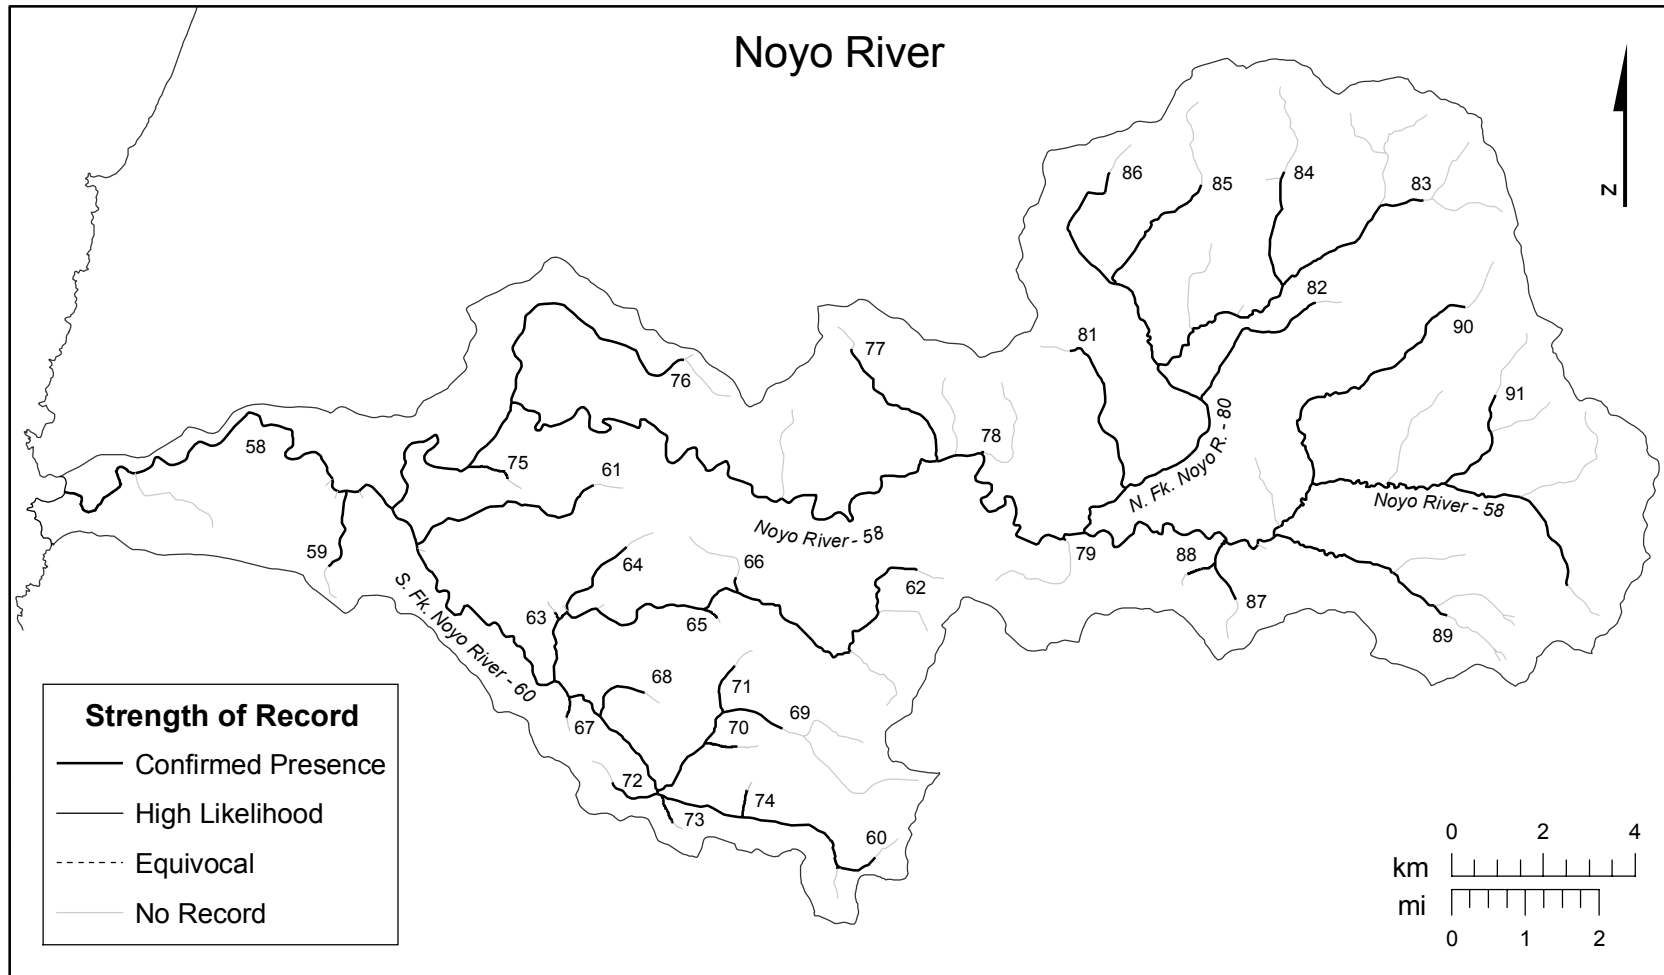 Noyo River
z
86
85
84
83
82
81
90
77
76
91
58
78
75
61
N. Fk. Noyo R. - 80
Noyo River - 58
Noyo River - 58
59
64
66
79
88
62
S. Fk. Noyo River - 60
63
65
87
89
68
71
67
70
69
72
74
73
60
Strength of Record
Confirmed Presence
High Likelihood
Equivocal
No Record
0 2 4
km
mi
0 1 2